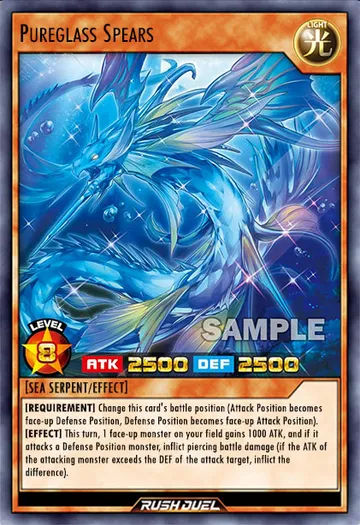 PUREGLASS SPEARS
LIGHT
光
SAMPLE
LEVEL
8
ATK 2500 DEF 2500
[SEA SERPENT/EFFECT]
[REQUIREMENT] Change this card's battle position (Attack Position becomes
face-up Defense Position, Defense Position becomes face-up Attack Position).
[EFFECT] This turn, 1 face-up monster on your field gains 1000 ATK, and if it
attacks a Defense Position monster, inflict piercing battle damage (if the ATK of
the attacking monster exceeds the DEF of the attack target, inflict the
difference).
RUSH DUEL